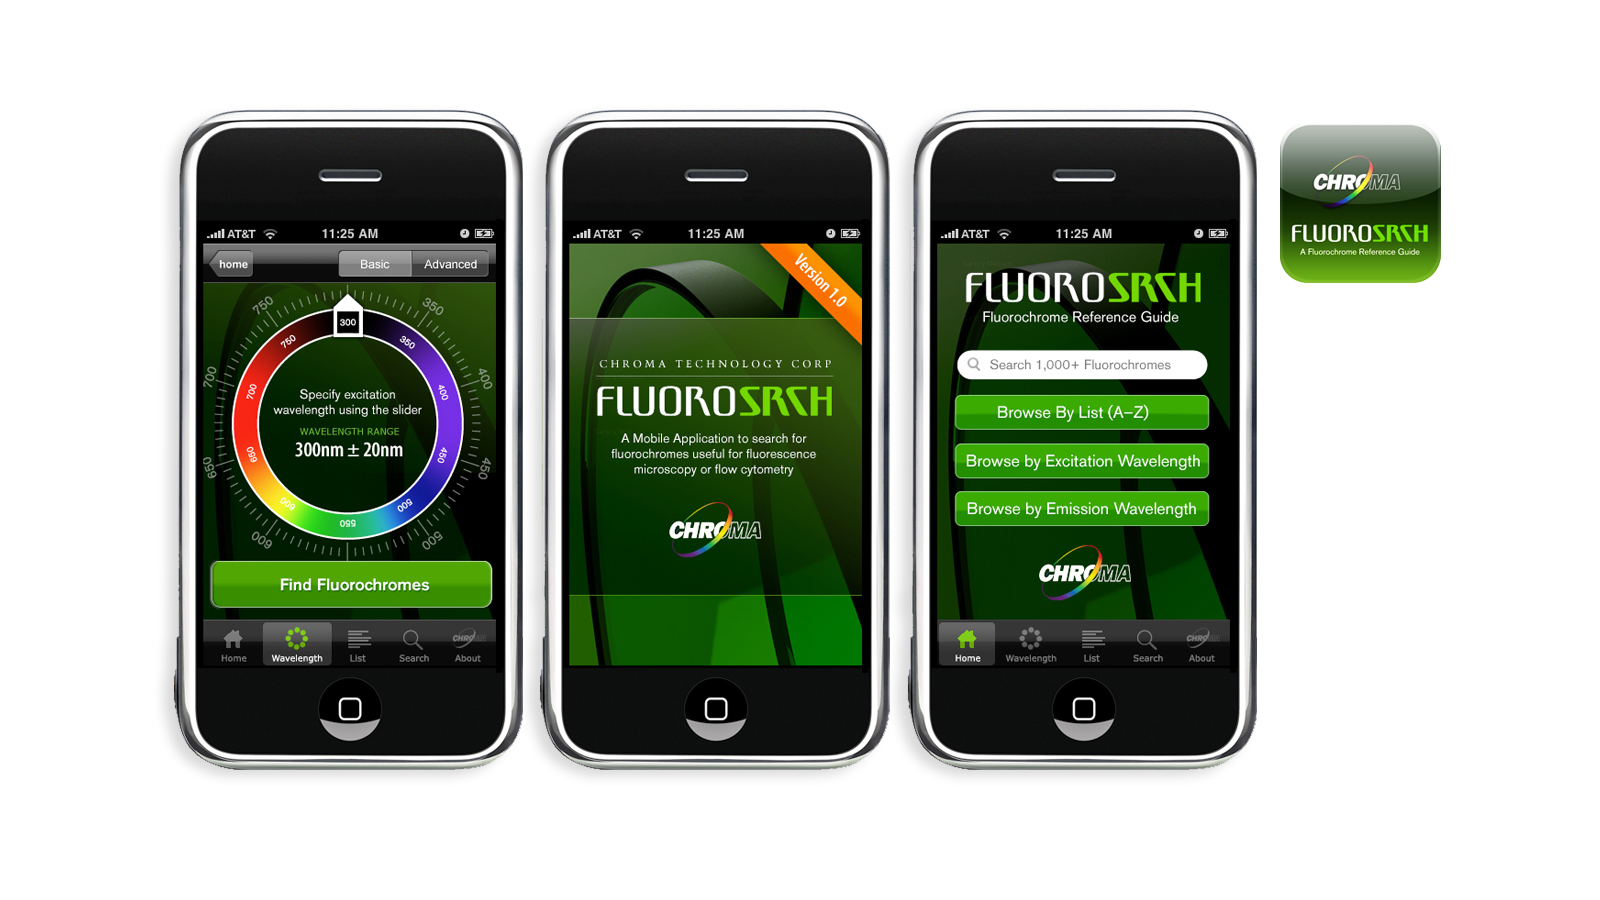 AT&T 11:25 AM
home Basic Advanced
300
350
400
450
500
600
650
700
750
350
400
450
500
550
600
650
700
750
Specify excitation
wavelength using the slider
WAVELENGTH RANGE
300nm ± 20nm
Find Fluorochromes
Home Wavelength List Search About
AT&T 11:25 AM
Version 1.0
CHROMA TECHNOLOGY CORP
FLUOROSRCH
A Mobile Application to search for
fluorochromes useful for fluorescence
microscopy or flow cytometry
CHROMA
AT&T 11:25 AM
FLUOROSRCH
Fluorochrome Reference Guide
Search 1,000+ Fluorochromes
Browse By List (A–Z)
Browse by Excitation Wavelength
Browse by Emission Wavelength
CHROMA
Home Wavelength List Search About
CHROMA
FLUOROSRCH
A Fluorochrome Reference Guide